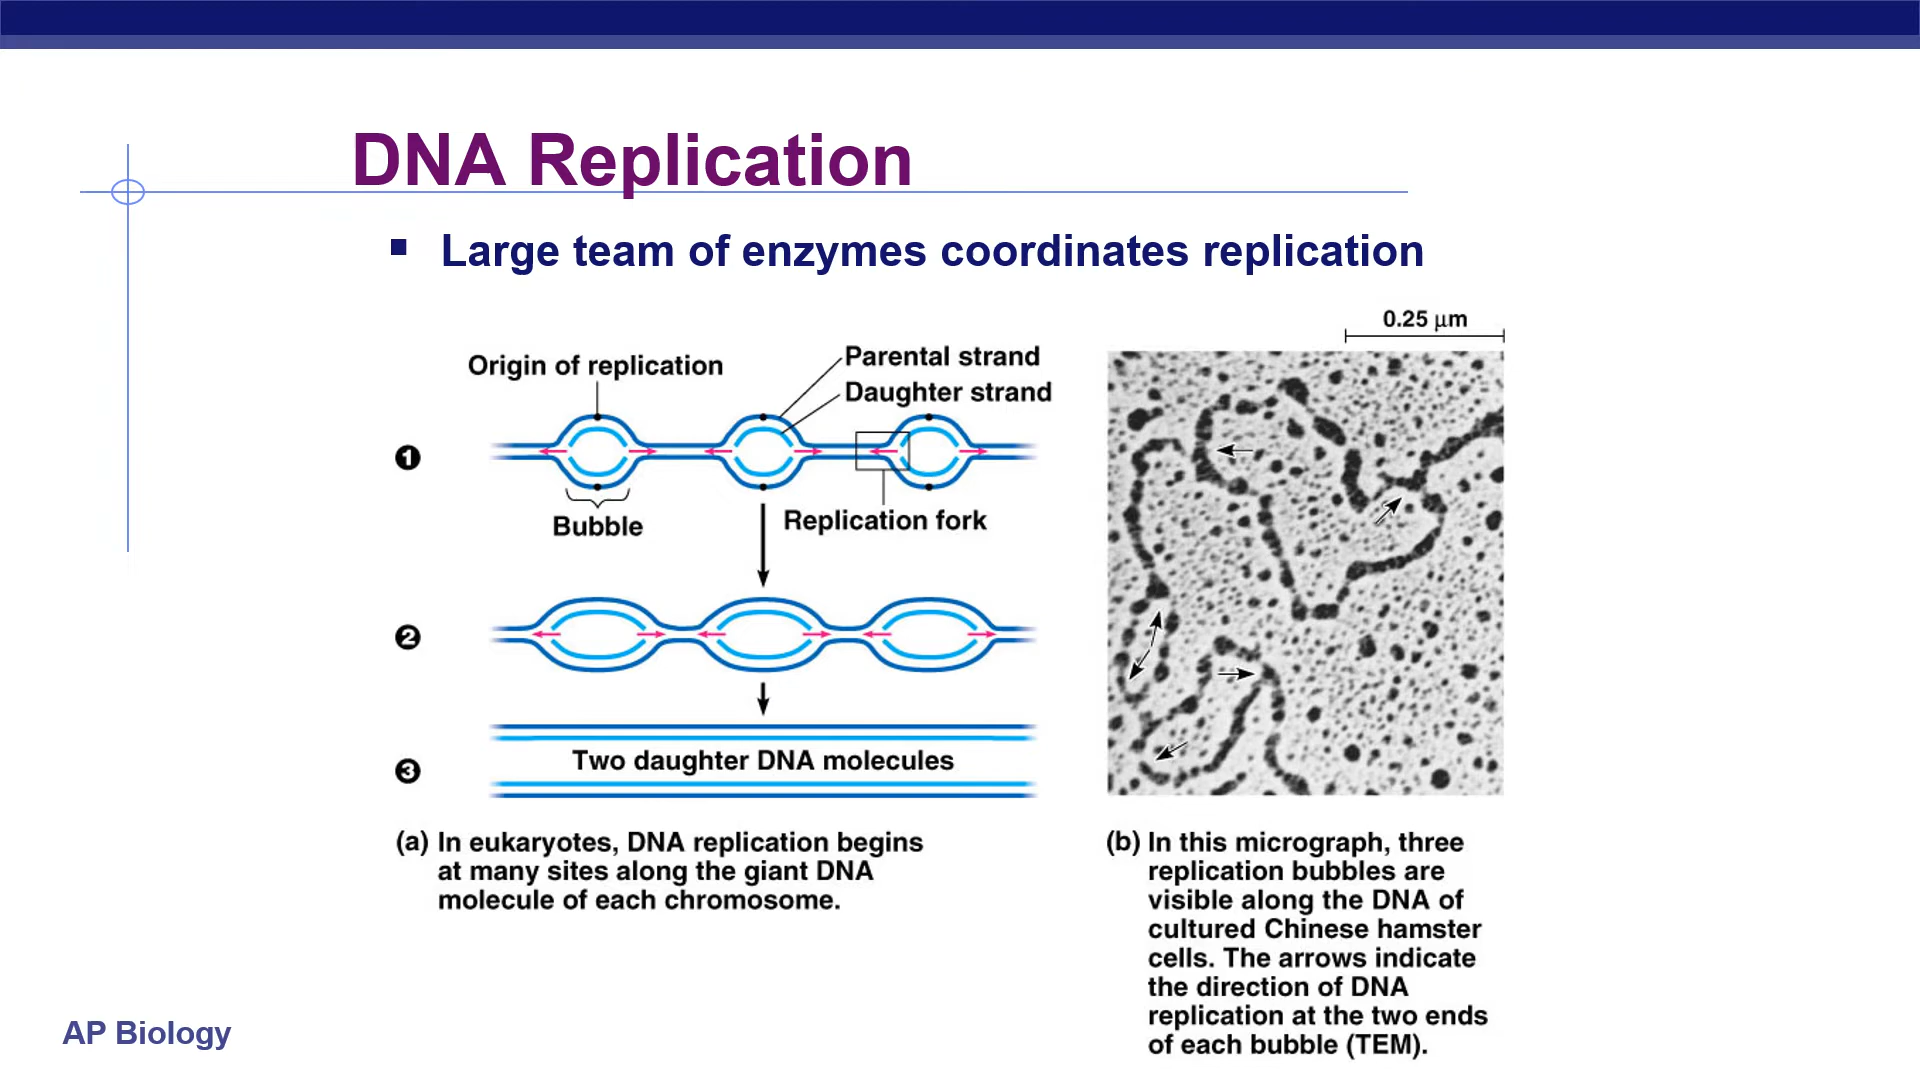 DNA Replication
▪ Large team of enzymes coordinates replication
0.25 μm
Origin of replication
Parental strand
Daughter strand
1
Bubble
Replication fork
2
Two daughter DNA molecules
3
(a) In eukaryotes, DNA replication begins
at many sites along the giant DNA
molecule of each chromosome.
(b) In this micrograph, three
replication bubbles are
visible along the DNA of
cultured Chinese hamster
cells. The arrows indicate
the direction of DNA
replication at the two ends
of each bubble (TEM).
AP Biology